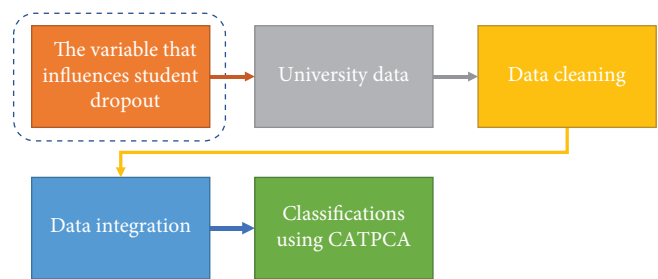 The variable that
influences student
dropout
University data
Data cleaning
Data integration
Classifications
using CATPCA